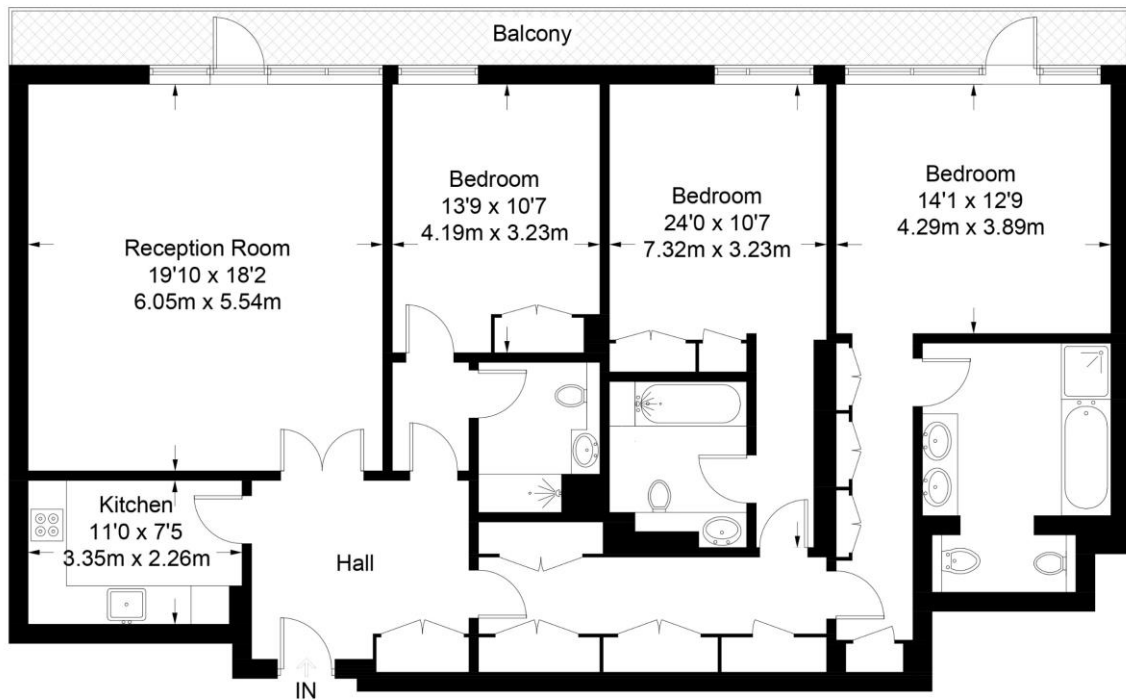 Balcony
Reception Room
19'10 x 18'2
6.05m x 5.54m
Bedroom
13'9 x 10'7
4.19m x 3.23m
Bedroom
24'0 x 10'7
7.32m x 3.23m
Bedroom
14'1 x 12'9
4.29m x 3.89m
Kitchen
11'0 x 7'5
3.35m x 2.26m
Hall
IN